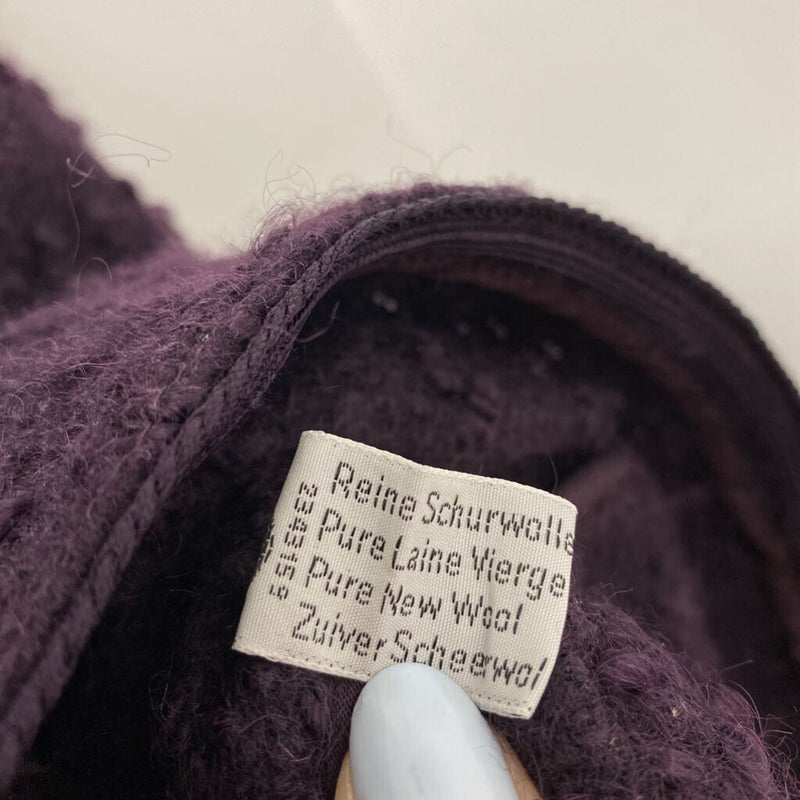 Reine Schurwolle
Pure Laine Vierge
Pure New Wool
Zuiver Scheerwol